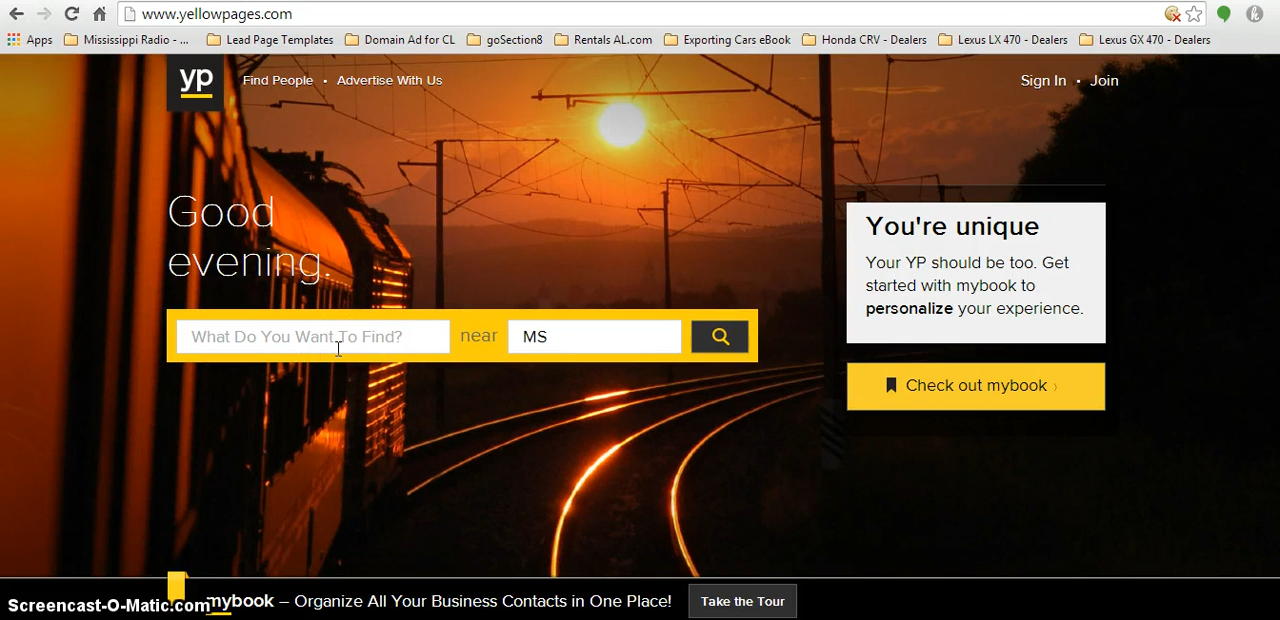 www.yellowpages.com
Apps Mississippi Radio - ... Lead Page Templates Domain Ad for CL goSection8 Rentals AL.com Exporting Cars eBook Honda CRV - Dealers Lexus LX 470 - Dealers Lexus GX 470 - Dealers
yp Find People • Advertise With Us Sign In • Join
Good
evening.
What Do You Want To Find? near MS
You're unique
Your YP should be too. Get
started with mybook to
personalize your experience.
Check out mybook ›
mybook – Organize All Your Business Contacts in One Place! Take the Tour
Screencast-O-Matic.com